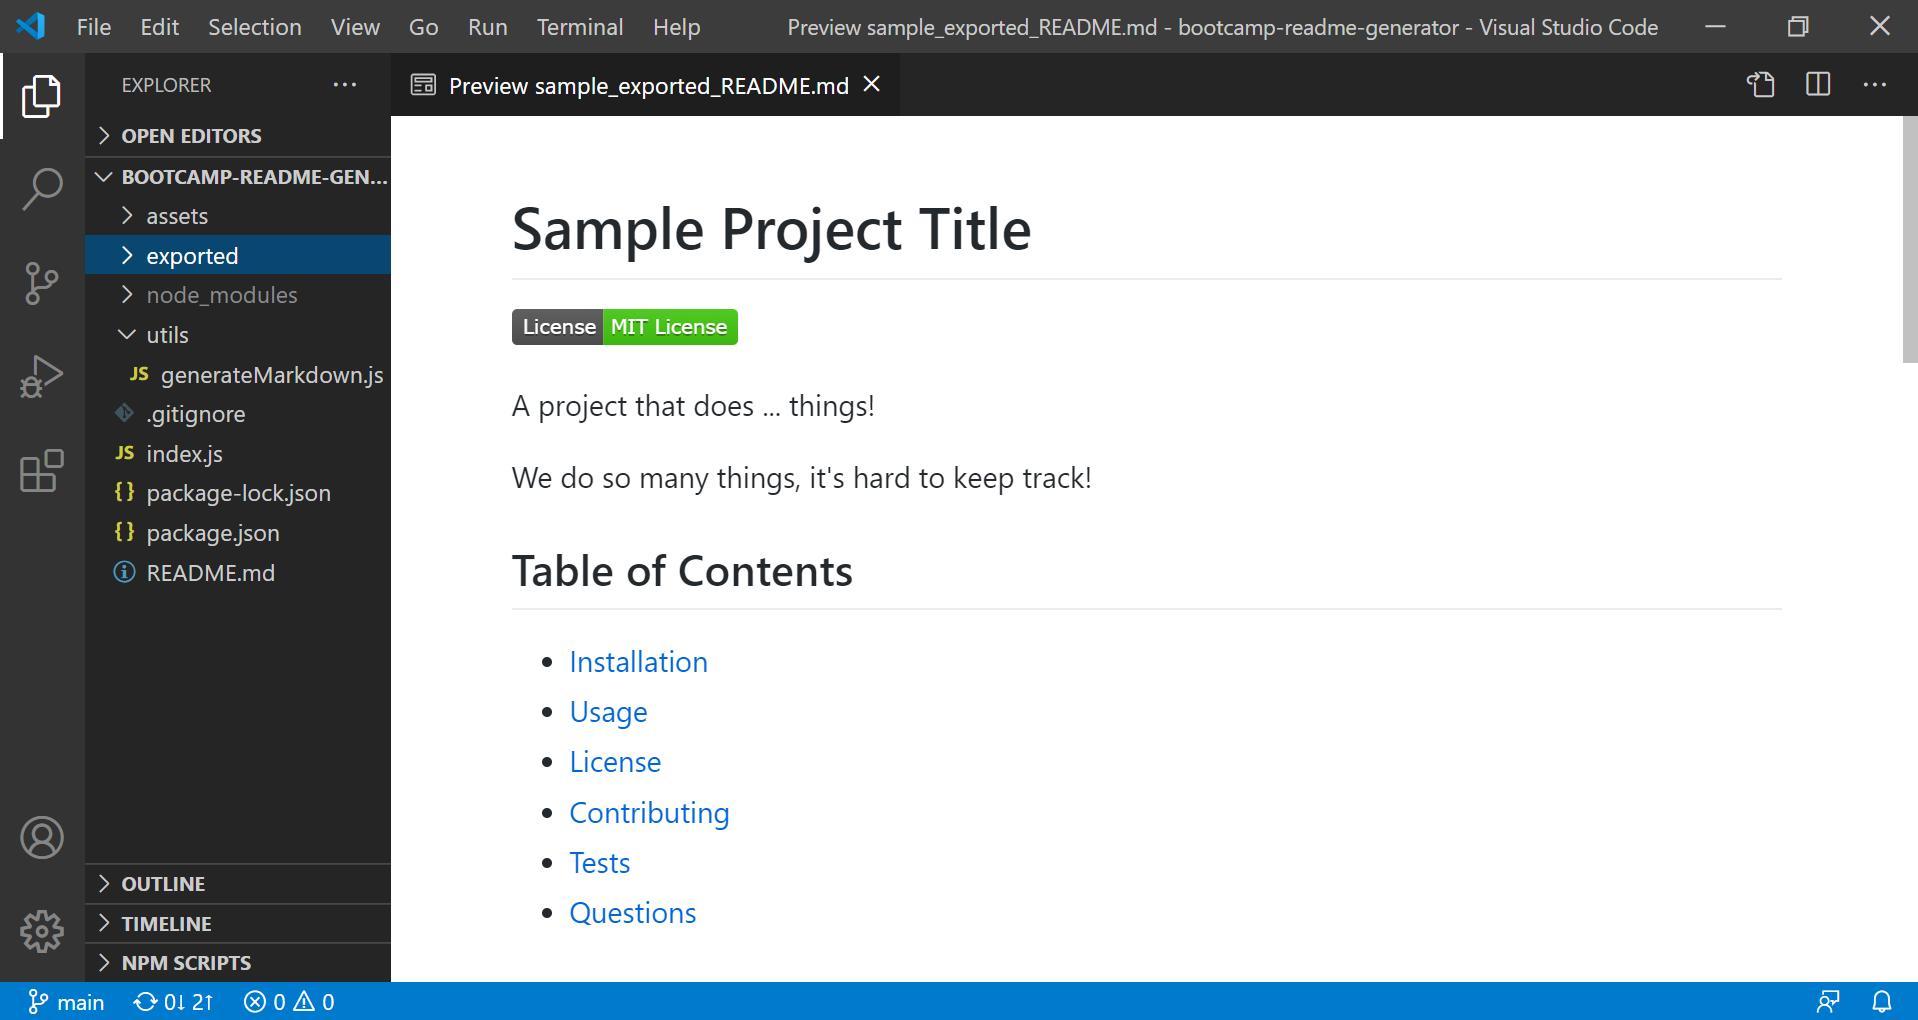 File Edit Selection View Go Run Terminal Help Preview sample_exported_README.md - bootcamp-readme-generator - Visual Studio Code
EXPLORER
OPEN EDITORS
BOOTCAMP-README-GEN...
assets
exported
node_modules
utils
JS generateMarkdown.js
.gitignore
JS index.js
{} package-lock.json
{} package.json
README.md
OUTLINE
TIMELINE
NPM SCRIPTS
Preview sample_exported_README.md
Sample Project Title
License MIT License
A project that does ... things!
We do so many things, it's hard to keep track!
Table of Contents
• Installation
• Usage
• License
• Contributing
• Tests
• Questions
main 0↓ 2↑ 0 0